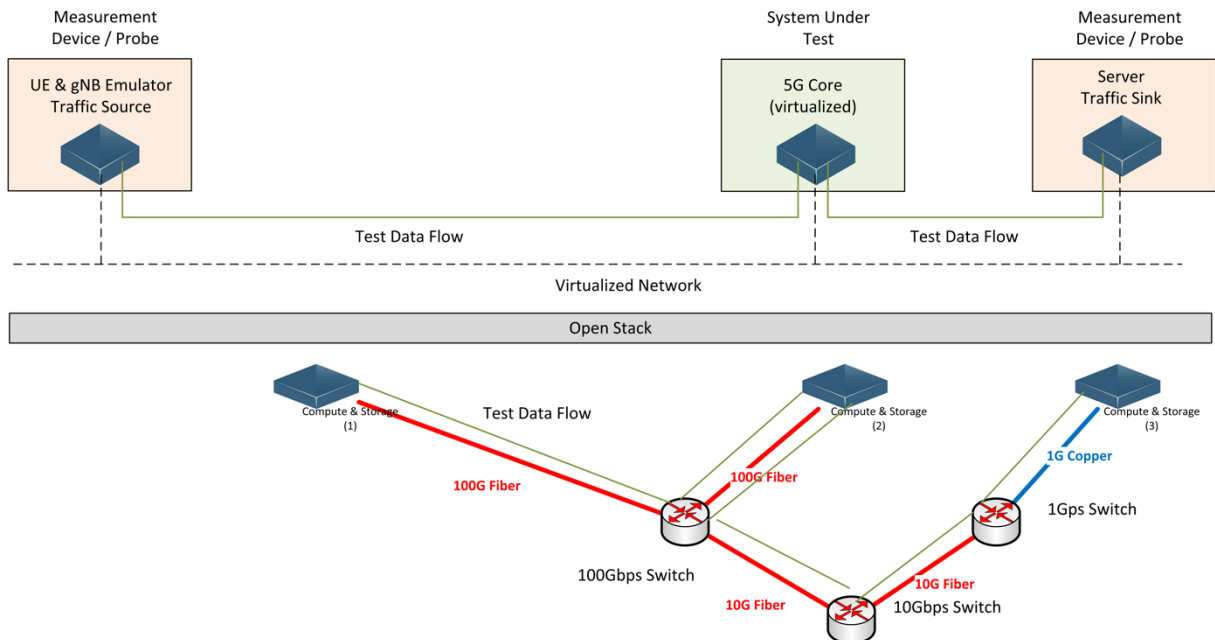 Measurement
Device / Probe
System Under
Test
Measurement
Device / Probe
UE & gNB Emulator
Traffic Source
5G Core
(virtualized)
Server
Traffic Sink
Test Data Flow
Test Data Flow
Virtualized Network
Open Stack
Compute & Storage
(1)
Compute & Storage
(2)
Compute & Storage
(3)
Test Data Flow
1G Copper
100G Fiber
100G Fiber
1Gps Switch
100Gbps Switch
10G Fiber
10G Fiber
10Gbps Switch